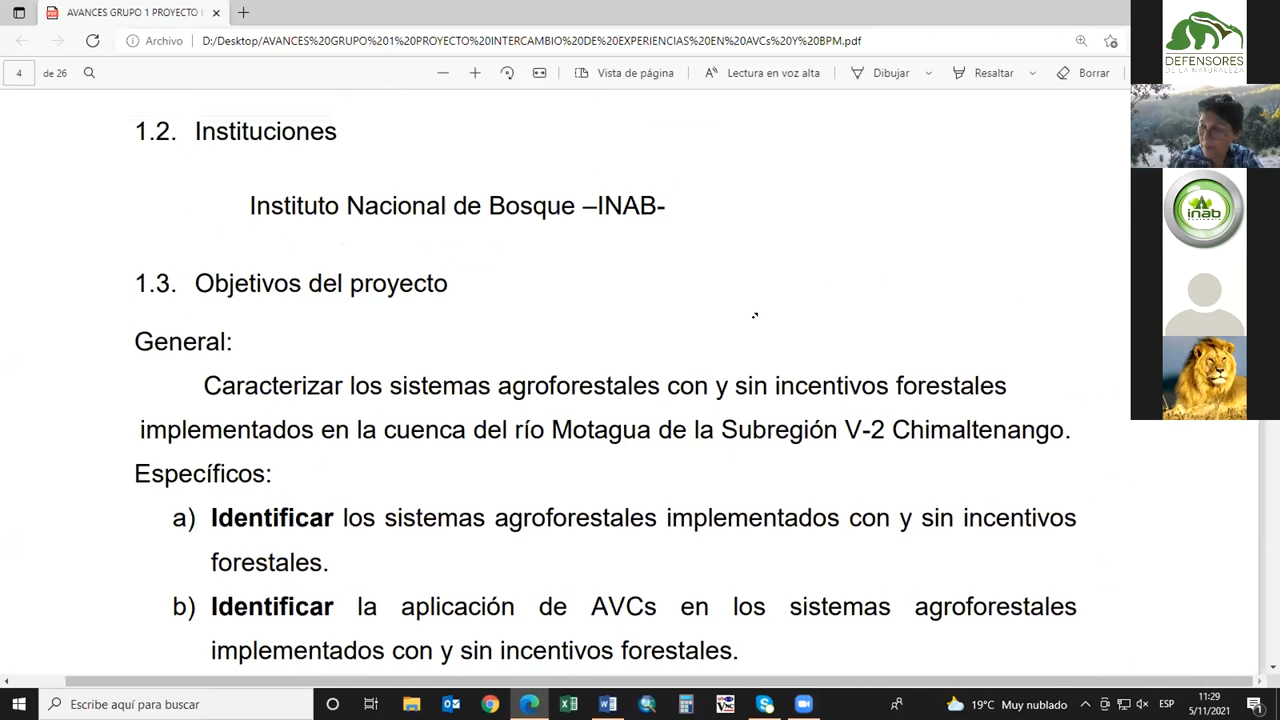 AVANCES GRUPO 1 PROYECTO
Archivo
D:/Desktop/AVANCES%20GRUPO%201%20PROYECTO%20INTERCAMBIO%20DE%20EXPERIENCIAS%20EN%20AVCs%20Y%20BPM.pdf
4 de 26
Vista de página
Lectura en voz alta
Dibujar
Resaltar
Borrar
DEFENSORES
DE LA NATURALEZA
inab
1.2. Instituciones
Instituto Nacional de Bosque –INAB-
1.3. Objetivos del proyecto
General:
Caracterizar los sistemas agroforestales con y sin incentivos forestales
implementados en la cuenca del río Motagua de la Subregión V-2 Chimaltenango.
Específicos:
a) Identificar los sistemas agroforestales implementados con y sin incentivos
forestales.
b) Identificar la aplicación de AVCs en los sistemas agroforestales
implementados con y sin incentivos forestales.
Escribe aquí para buscar
19°C Muy nublado
ESP
11:29
5/11/2021